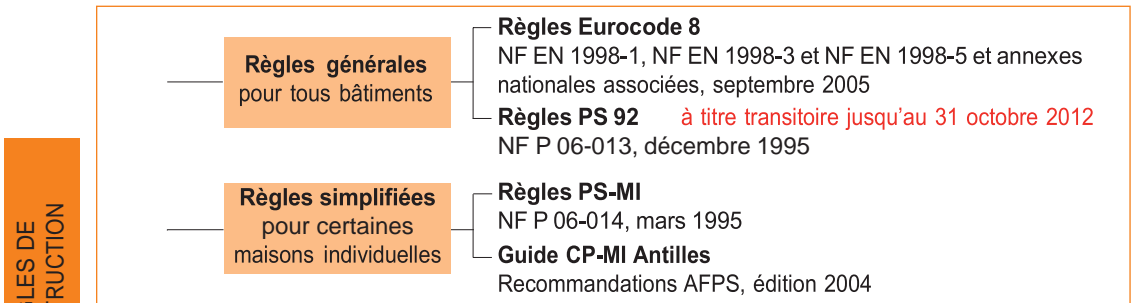 Règles Eurocode 8
NF EN 1998-1, NF EN 1998-3 et NF EN 1998-5 et annexes
nationales associées, septembre 2005
Règles générales
pour tous bâtiments
Règles PS 92 à titre transitoire jusqu'au 31 octobre 2012
NF P 06-013, décembre 1995
Règles simplifiées
pour certaines
maisons individuelles
Règles PS-MI
NF P 06-014, mars 1995
Guide CP-MI Antilles
Recommandations AFPS, édition 2004
DE